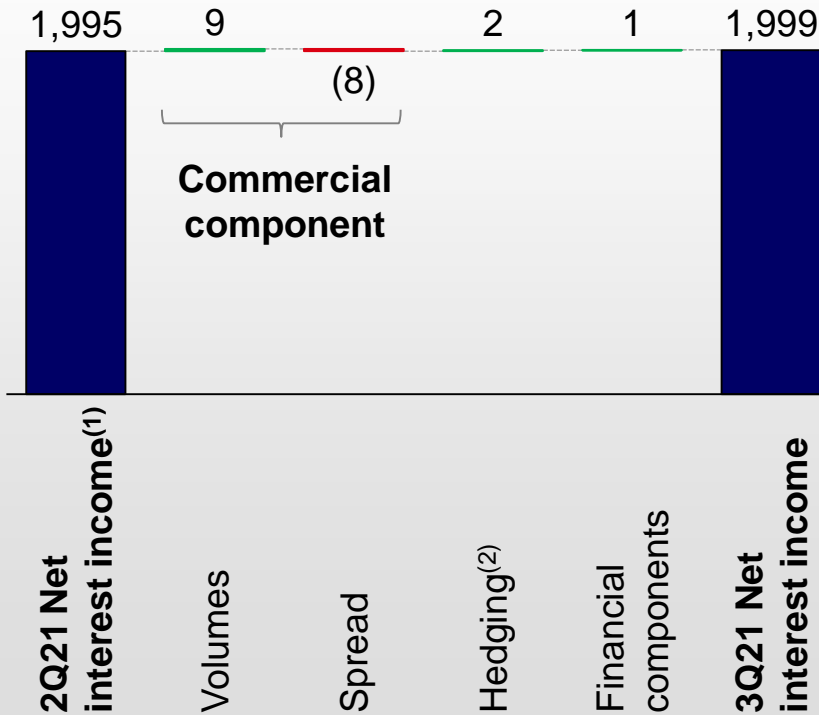 1,995
9
(8)
2
1
1,999
Commercial
component
2Q21 Net
interest income(1)
Volumes
Spread
Hedging(2)
Financial
components
3Q21 Net
interest income